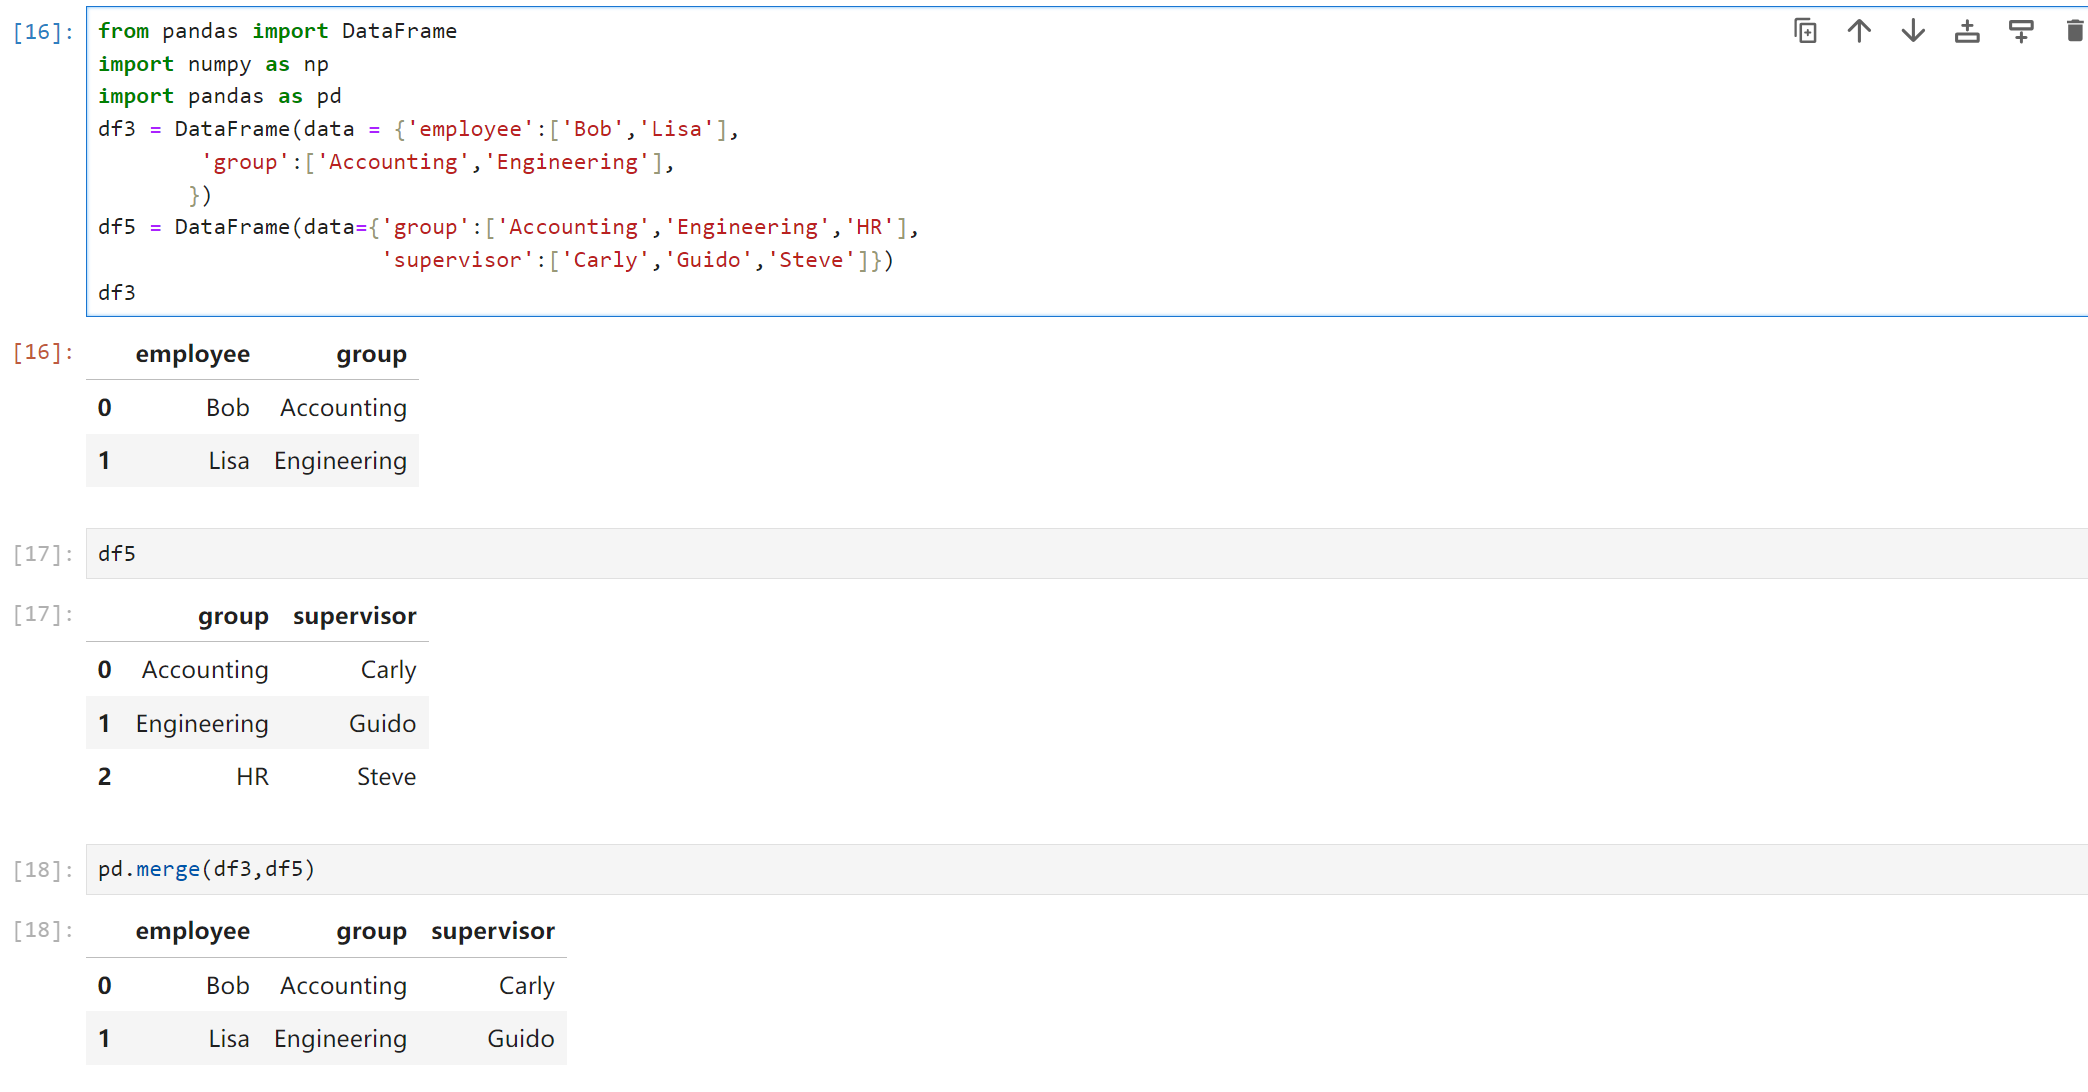 [16]: from pandas import DataFrame
import numpy as np
import pandas as pd
df3 = DataFrame(data = {'employee':['Bob','Lisa'],
        'group':['Accounting','Engineering'],
       })
df5 = DataFrame(data={'group':['Accounting','Engineering','HR'],
                      'supervisor':['Carly','Guido','Steve']})
df3
[16]: employee group
0 Bob Accounting
1 Lisa Engineering
[17]: df5
[17]: group supervisor
0 Accounting Carly
1 Engineering Guido
2 HR Steve
[18]: pd.merge(df3,df5)
[18]: employee group supervisor
0 Bob Accounting Carly
1 Lisa Engineering Guido